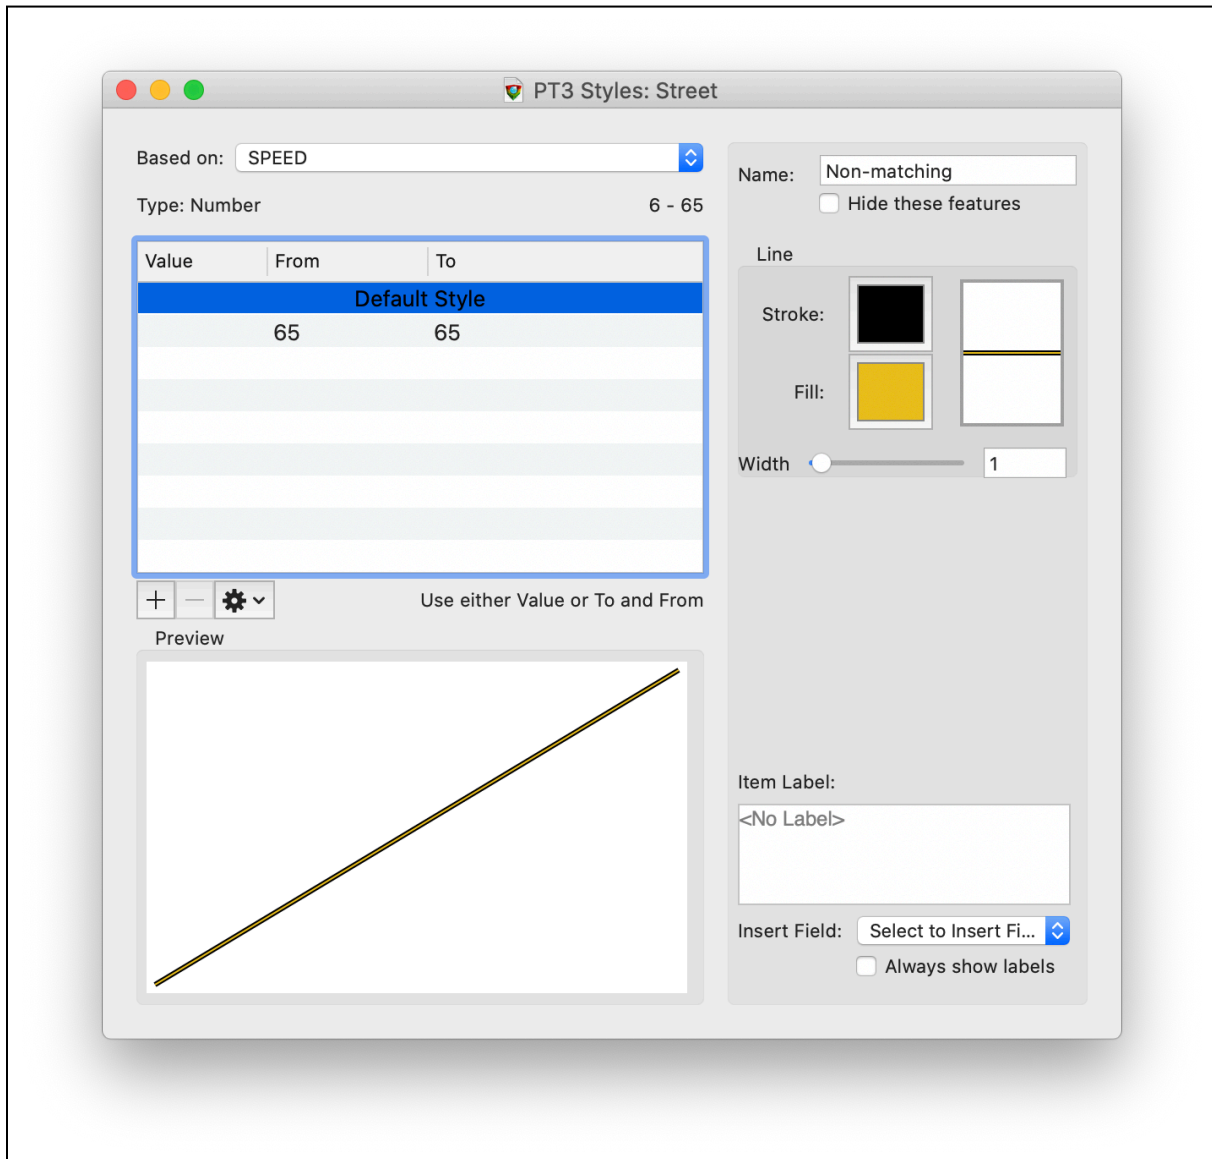 PT3 Styles: Street
Based on: SPEED
Type: Number 6 - 65
Value From To
Default Style
65 65
Use either Value or To and From
Preview
Name: Non-matching
Hide these features
Line
Stroke:
Fill:
Width 1
Item Label:
<No Label>
Insert Field: Select to Insert Fi...
Always show labels